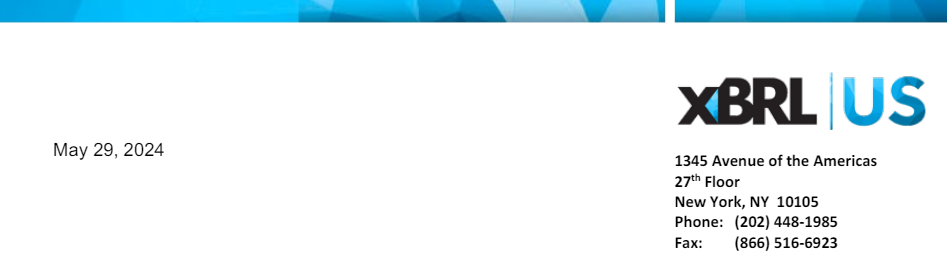 xBRL US
May 29, 2024
1345 Avenue of the Americas
27th Floor
New York, NY 10105
Phone: (202) 448-1985
Fax: (866) 516-6923